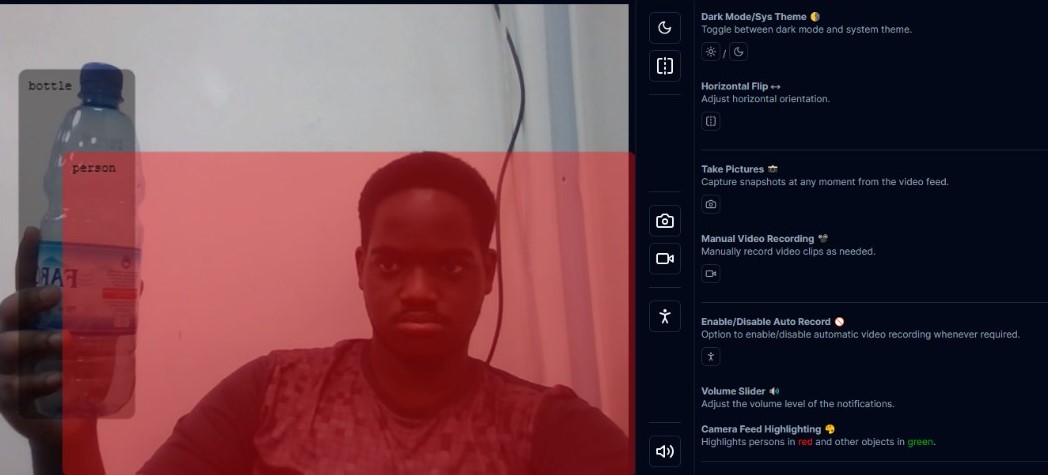 bottle
person
Dark Mode/Sys Theme
Toggle between dark mode and system theme.
/
Horizontal Flip ↔
Adjust horizontal orientation.
Take Pictures
Capture snapshots at any moment from the video feed.
Manual Video Recording
Manually record video clips as needed.
Enable/Disable Auto Record
Option to enable/disable automatic video recording whenever required.
Volume Slider
Adjust the volume level of the notifications.
Camera Feed Highlighting
Highlights persons in red and other objects in green.